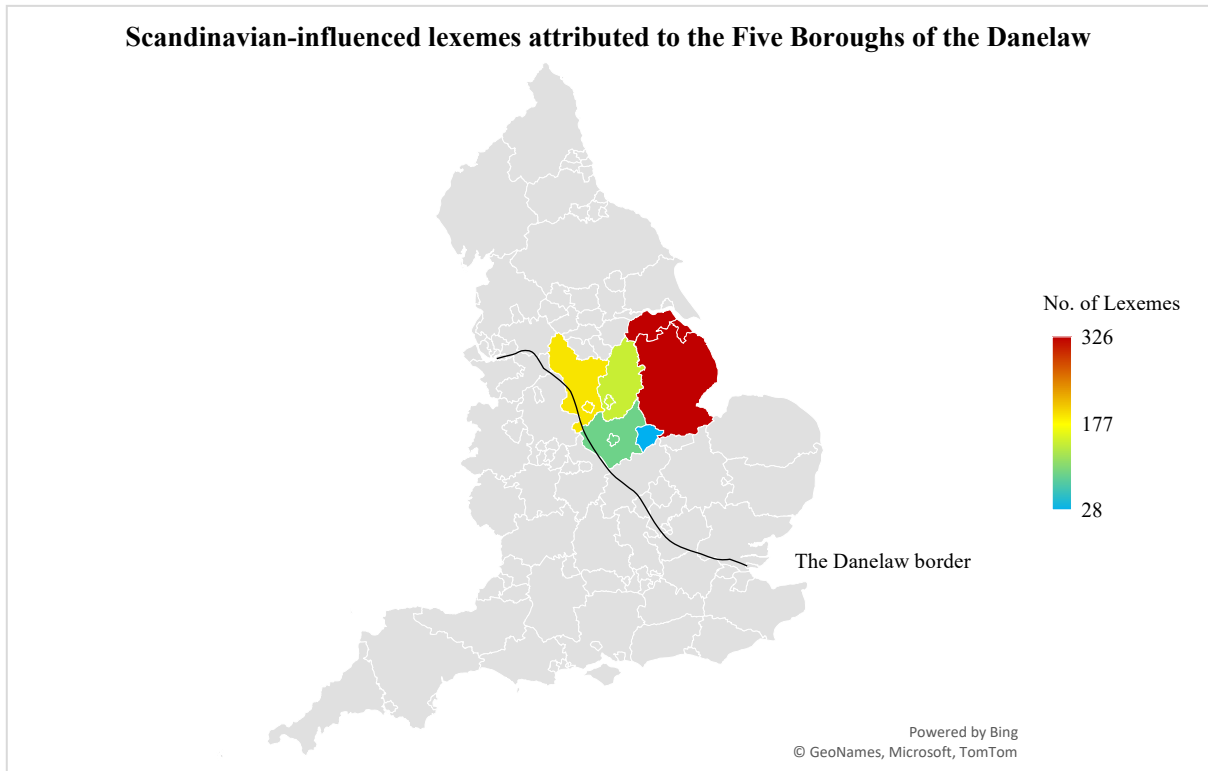 Scandinavian-influenced lexemes attributed to the Five Boroughs of the Danelaw
No. of Lexemes
326
177
28
The Danelaw border
Powered by Bing
© GeoNames, Microsoft, TomTom